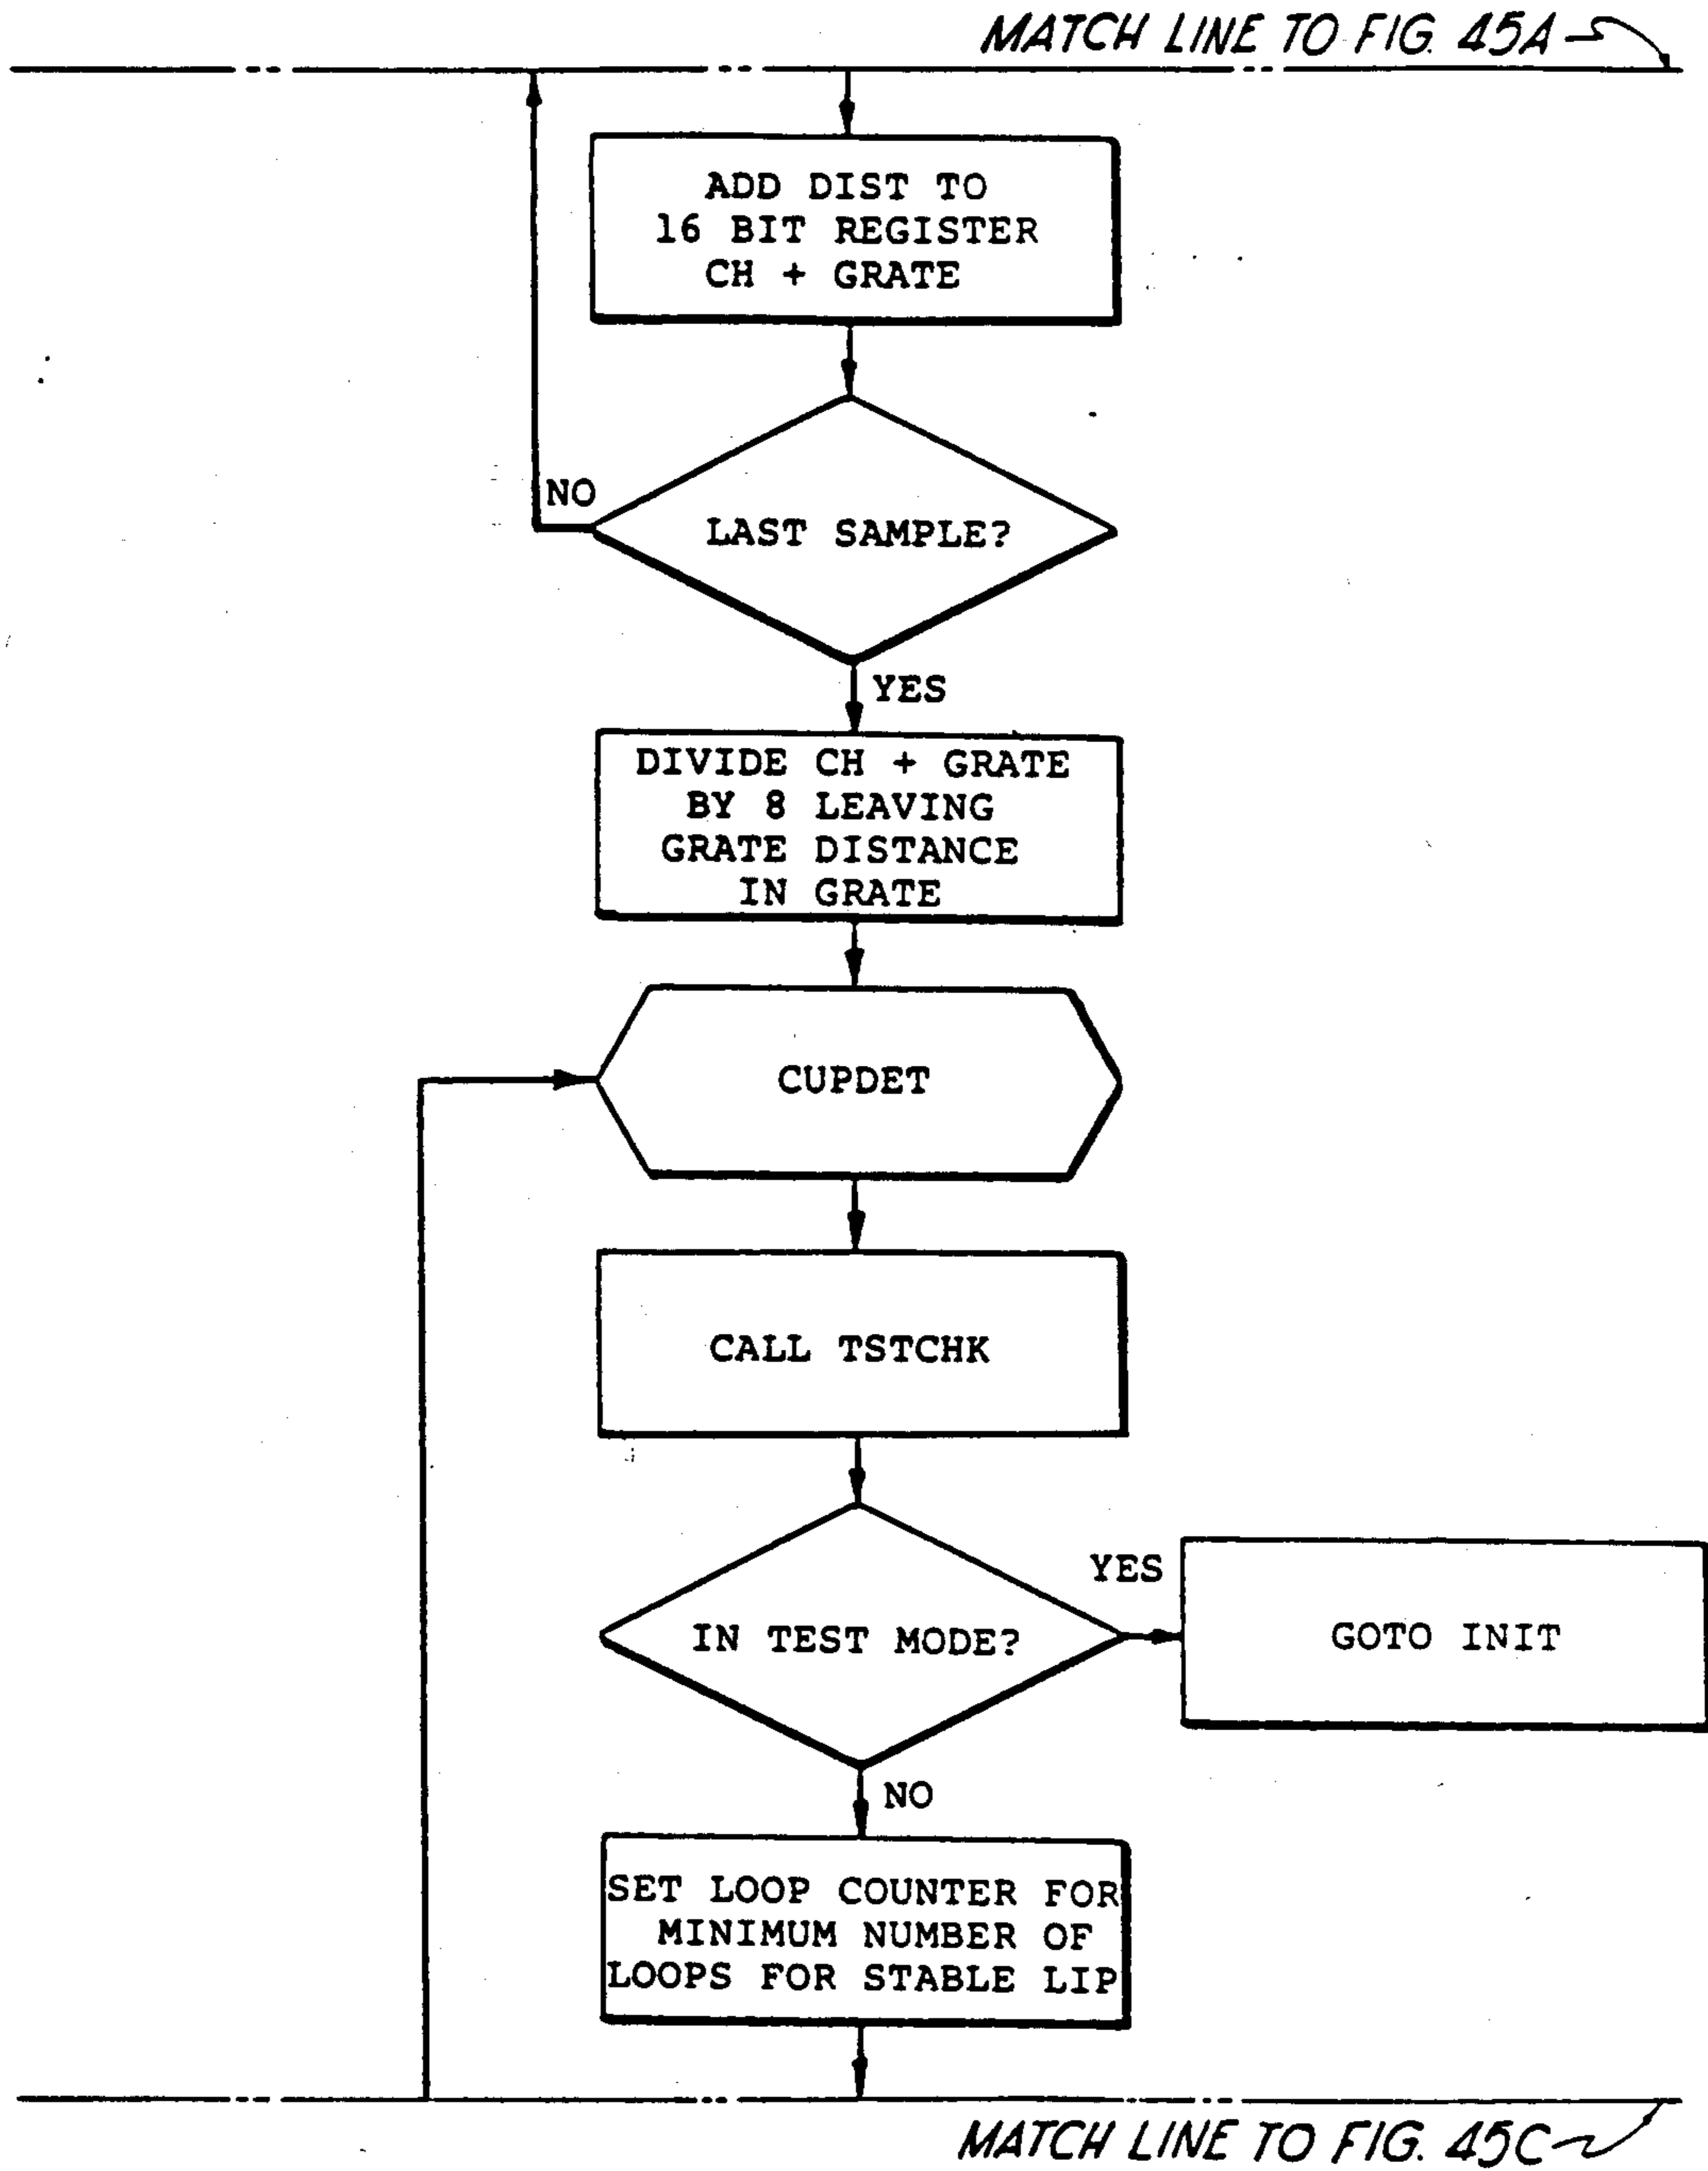 MATCH LINE TO FIG. 45A
ADD DIST TO
16 BIT REGISTER
CH + GRATE
NO
LAST SAMPLE?
YES
DIVIDE CH + GRATE
BY 8 LEAVING
GRATE DISTANCE
IN GRATE
CUPDET
CALL TSTCHK
YES
IN TEST MODE?
GOTO INIT
NO
SET LOOP COUNTER FOR
MINIMUM NUMBER OF
LOOPS FOR STABLE LIP
MATCH LINE TO FIG. 45C